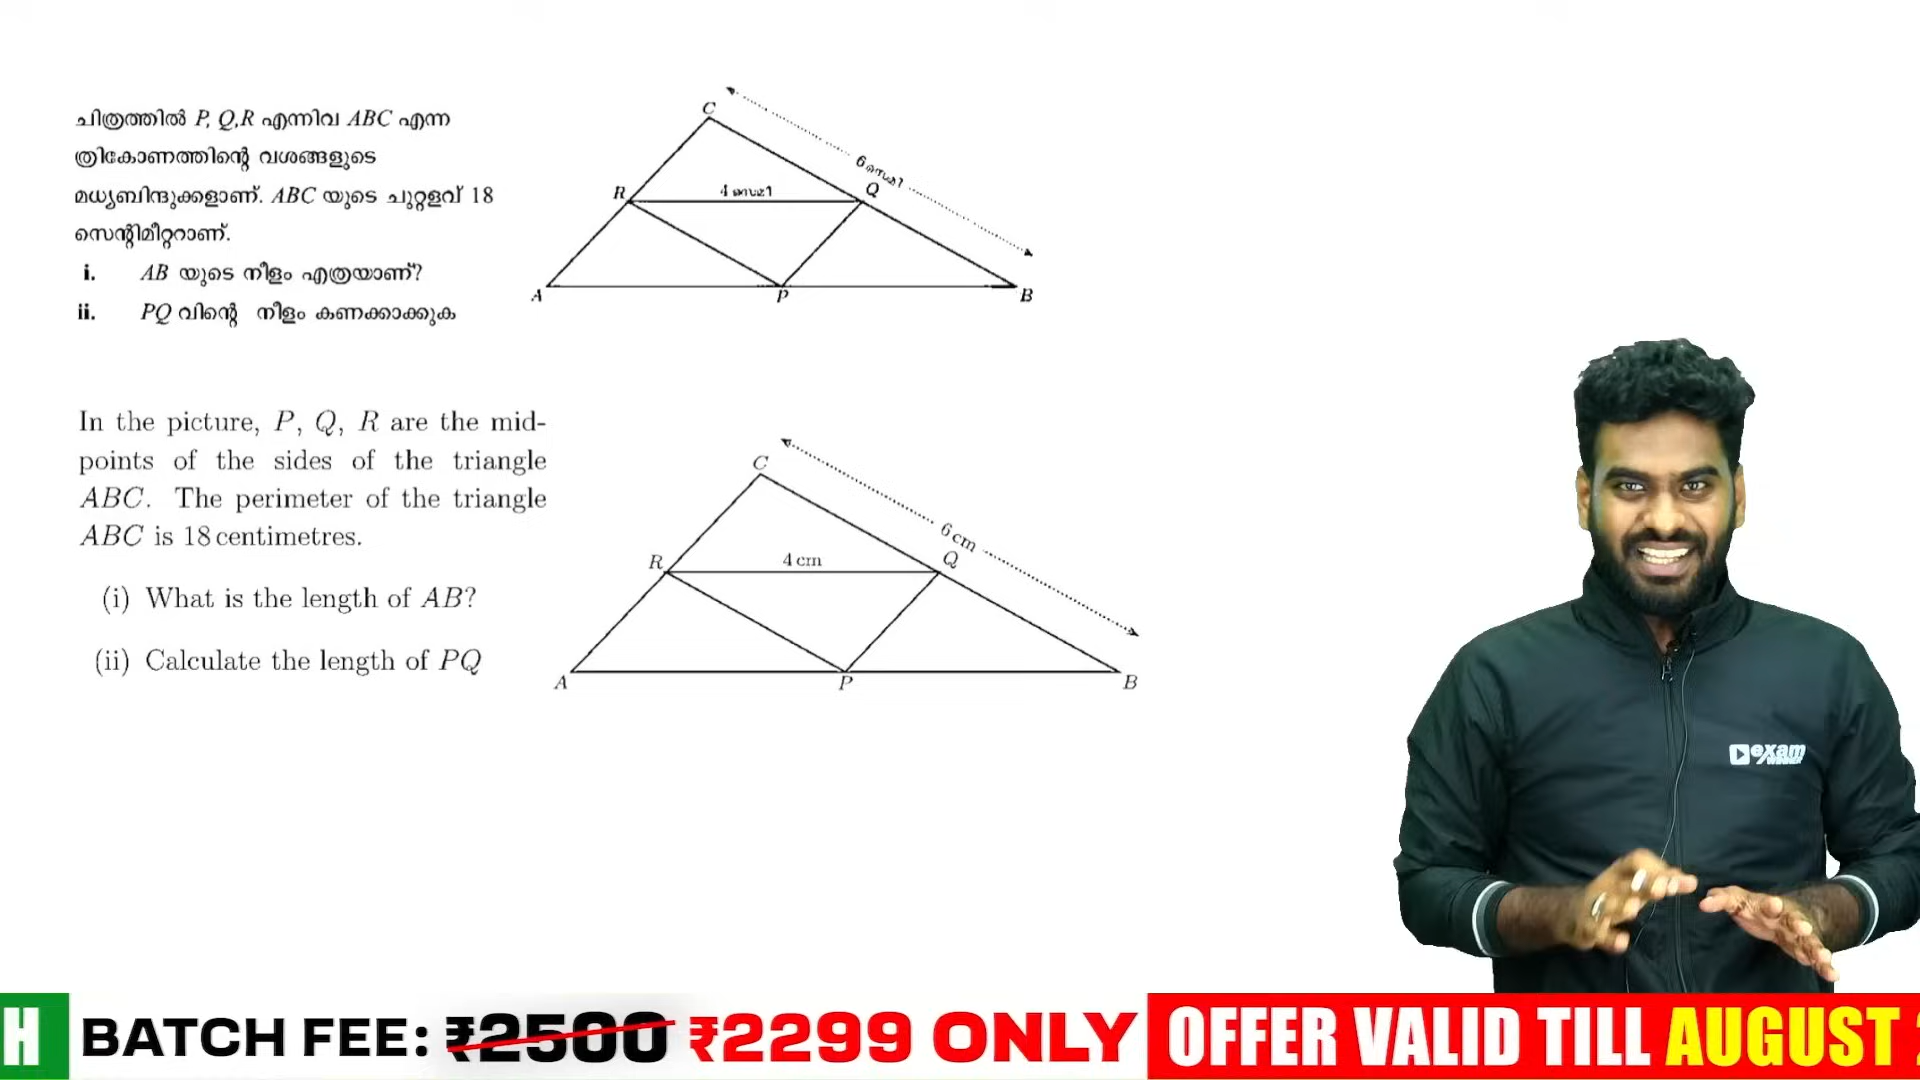 ചിത്രത്തിൽ P, Q,R എന്നിവ ABC എന്ന
ത്രികോണത്തിന്റെ വശങ്ങളുടെ
മധ്യബിന്ദുക്കളാണ്. ABC യുടെ ചുറ്റളവ് 18
സെന്റിമീറ്ററാണ്.
i. AB യുടെ നീളം എത്രയാണ്?
ii. PQ വിന്റെ നീളം കണക്കാക്കുക
C
6 സെമീ
R
4 സെമീ
Q
A
P
B
In the picture, P, Q, R are the mid-
points of the sides of the triangle
ABC. The perimeter of the triangle
ABC is 18 centimetres.
(i) What is the length of AB?
(ii) Calculate the length of PQ
C
6 cm
R
4 cm
Q
A
P
B
exam
WINNER
H BATCH FEE: ₹2500 ₹2299 ONLY OFFER VALID TILL AUGUST